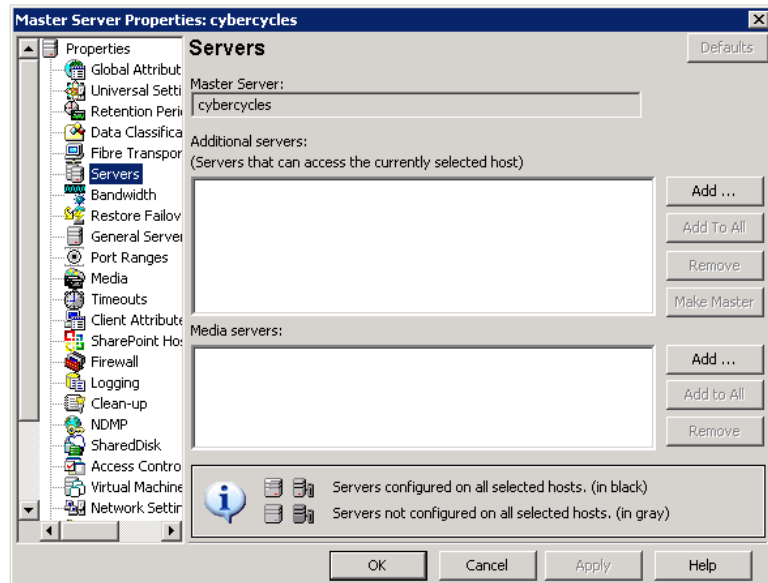 Master Server Properties: cybercycles
Properties
Global Attribut
Universal Setti
Retention Peri
Data Classifica
Fibre Transpor
Servers
Bandwidth
Restore Failov
General Server
Port Ranges
Media
Timeouts
Client Attribute
SharePoint Hos
Firewall
Logging
Clean-up
NDMP
SharedDisk
Access Contro
Virtual Machine
Network Settin
Servers
Defaults
Master Server:
cybercycles
Additional servers:
(Servers that can access the currently selected host)
Add ...
Add To All
Remove
Make Master
Media servers:
Add ...
Add to All
Remove
Servers configured on all selected hosts. (in black)
Servers not configured on all selected hosts. (in gray)
OK
Cancel
Apply
Help